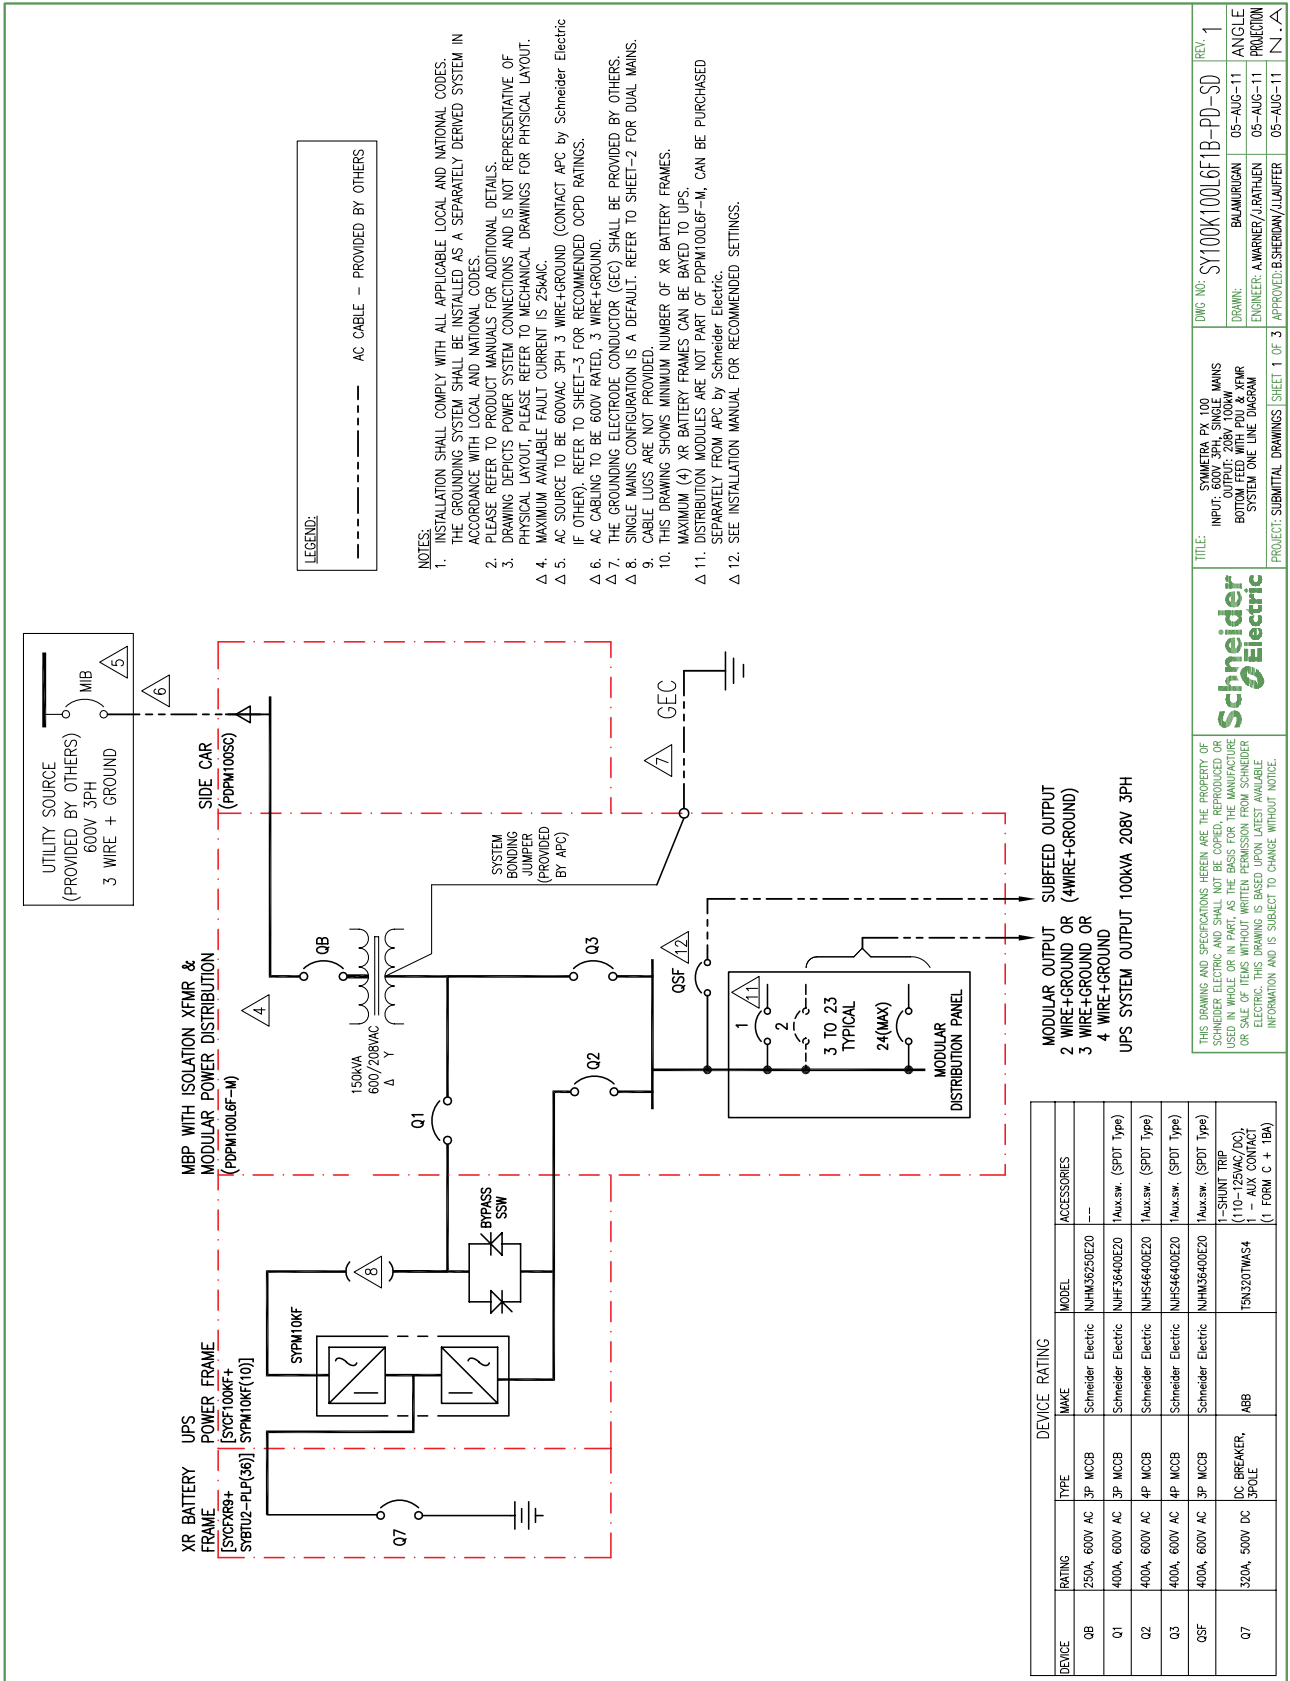 UTILITY SOURCE
(PROVIDED BY OTHERS)
600V 3PH
3 WIRE + GROUND
MIB
5
6
LEGEND:
AC CABLE – PROVIDED BY OTHERS
NOTES:
1. INSTALLATION SHALL COMPLY WITH ALL APPLICABLE LOCAL AND NATIONAL CODES.
THE GROUNDING SYSTEM SHALL BE INSTALLED AS A SEPARATELY DERIVED SYSTEM IN
ACCORDANCE WITH LOCAL AND NATIONAL CODES.
2. PLEASE REFER TO PRODUCT MANUALS FOR ADDITIONAL DETAILS.
3. DRAWING DEPICTS POWER SYSTEM CONNECTIONS AND IS NOT REPRESENTATIVE OF
PHYSICAL LAYOUT, PLEASE REFER TO MECHANICAL DRAWINGS FOR PHYSICAL LAYOUT.
Δ 4. MAXIMUM AVAILABLE FAULT CURRENT IS 25kAIC.
Δ 5. AC SOURCE TO BE 600VAC 3PH 3 WIRE+GROUND (CONTACT APC by Schneider Electric
IF OTHER). REFER TO SHEET-3 FOR RECOMMENDED OCPD RATINGS.
Δ 6. AC CABLING TO BE 600V RATED, 3 WIRE+GROUND.
Δ 7. THE GROUNDING ELECTRODE CONDUCTOR (GEC) SHALL BE PROVIDED BY OTHERS.
Δ 8. SINGLE MAINS CONFIGURATION IS A DEFAULT. REFER TO SHEET-2 FOR DUAL MAINS.
9. CABLE LUGS ARE NOT PROVIDED.
10. THIS DRAWING SHOWS MINIMUM NUMBER OF XR BATTERY FRAMES.
MAXIMUM (4) XR BATTERY FRAMES CAN BE BAYED TO UPS.
Δ 11. DISTRIBUTION MODULES ARE NOT PART OF PDPM100L6F-M, CAN BE PURCHASED
SEPARATELY FROM APC by Schneider Electric.
Δ 12. SEE INSTALLATION MANUAL FOR RECOMMENDED SETTINGS.
XR BATTERY
FRAME
[SYCFXR9+
SYBTU2-PLP(36)]
Q7
UPS
POWER FRAME
[SYCF100KF+
SYPM10KF(10)]
SYPM10KF
8
BYPASS
SSW
MBP WITH ISOLATION XFMR &
MODULAR POWER DISTRIBUTION
(PDPM100L6F-M)
4
QB
150kVA
600/208VAC
Δ Y
Q1
Q2
Q3
SYSTEM
BONDING
JUMPER
(PROVIDED
BY APC)
SIDE CAR
(PDPM100SC)
7
GEC
QSF
12
11
1
2
3 TO 23
TYPICAL
24(MAX)
MODULAR
DISTRIBUTION PANEL
MODULAR OUTPUT
2 WIRE+GROUND OR
3 WIRE+GROUND OR
4 WIRE+GROUND
SUBFEED OUTPUT
(4WIRE+GROUND)
UPS SYSTEM OUTPUT 100kVA 208V 3PH
DEVICE RATING
DEVICE RATING TYPE MAKE MODEL ACCESSORIES
QB 250A, 600V AC 3P MCCB Schneider Electric NJHM36250E20 --
Q1 400A, 600V AC 3P MCCB Schneider Electric NJHF36400E20 1Aux.sw. (SPDT Type)
Q2 400A, 600V AC 4P MCCB Schneider Electric NJHS46400E20 1Aux.sw. (SPDT Type)
Q3 400A, 600V AC 4P MCCB Schneider Electric NJHS46400E20 1Aux.sw. (SPDT Type)
QSF 400A, 600V AC 3P MCCB Schneider Electric NJHM36400E20 1Aux.sw. (SPDT Type)
Q7 320A, 500V DC DC BREAKER, 3POLE ABB T5N320TWAS4 1-SHUNT TRIP
(110-125VAC/DC),
1 - AUX CONTACT
(1 FORM C + 1BA)
THIS DRAWING AND SPECIFICATIONS HEREIN ARE THE PROPERTY OF
SCHNEIDER ELECTRIC AND SHALL NOT BE COPIED, REPRODUCED OR
USED IN WHOLE OR IN PART, AS THE BASIS FOR THE MANUFACTURE
OR SALE OF ITEMS WITHOUT WRITTEN PERMISSION FROM SCHNEIDER
ELECTRIC. THIS DRAWING IS BASED UPON LATEST AVAILABLE
INFORMATION AND IS SUBJECT TO CHANGE WITHOUT NOTICE.
Schneider
Electric
TITLE:
SYMMETRA PX 100
INPUT: 600V 3PH, SINGLE MAINS
OUTPUT: 208V 100kW
BOTTOM FEED WITH PDU & XFMR
SYSTEM ONE LINE DIAGRAM
PROJECT: SUBMITTAL DRAWINGS SHEET 1 OF 3
DWG NO: SY100K100L6F1B-PD-SD REV. 1
DRAWN: BALAMURUGAN 05-AUG-11
ENGINEER: A.WARNER/J.RATHJEN 05-AUG-11
APPROVED: B.SHERIDAN/J.LAUFFER 05-AUG-11
ANGLE
PROJECTION
N.A